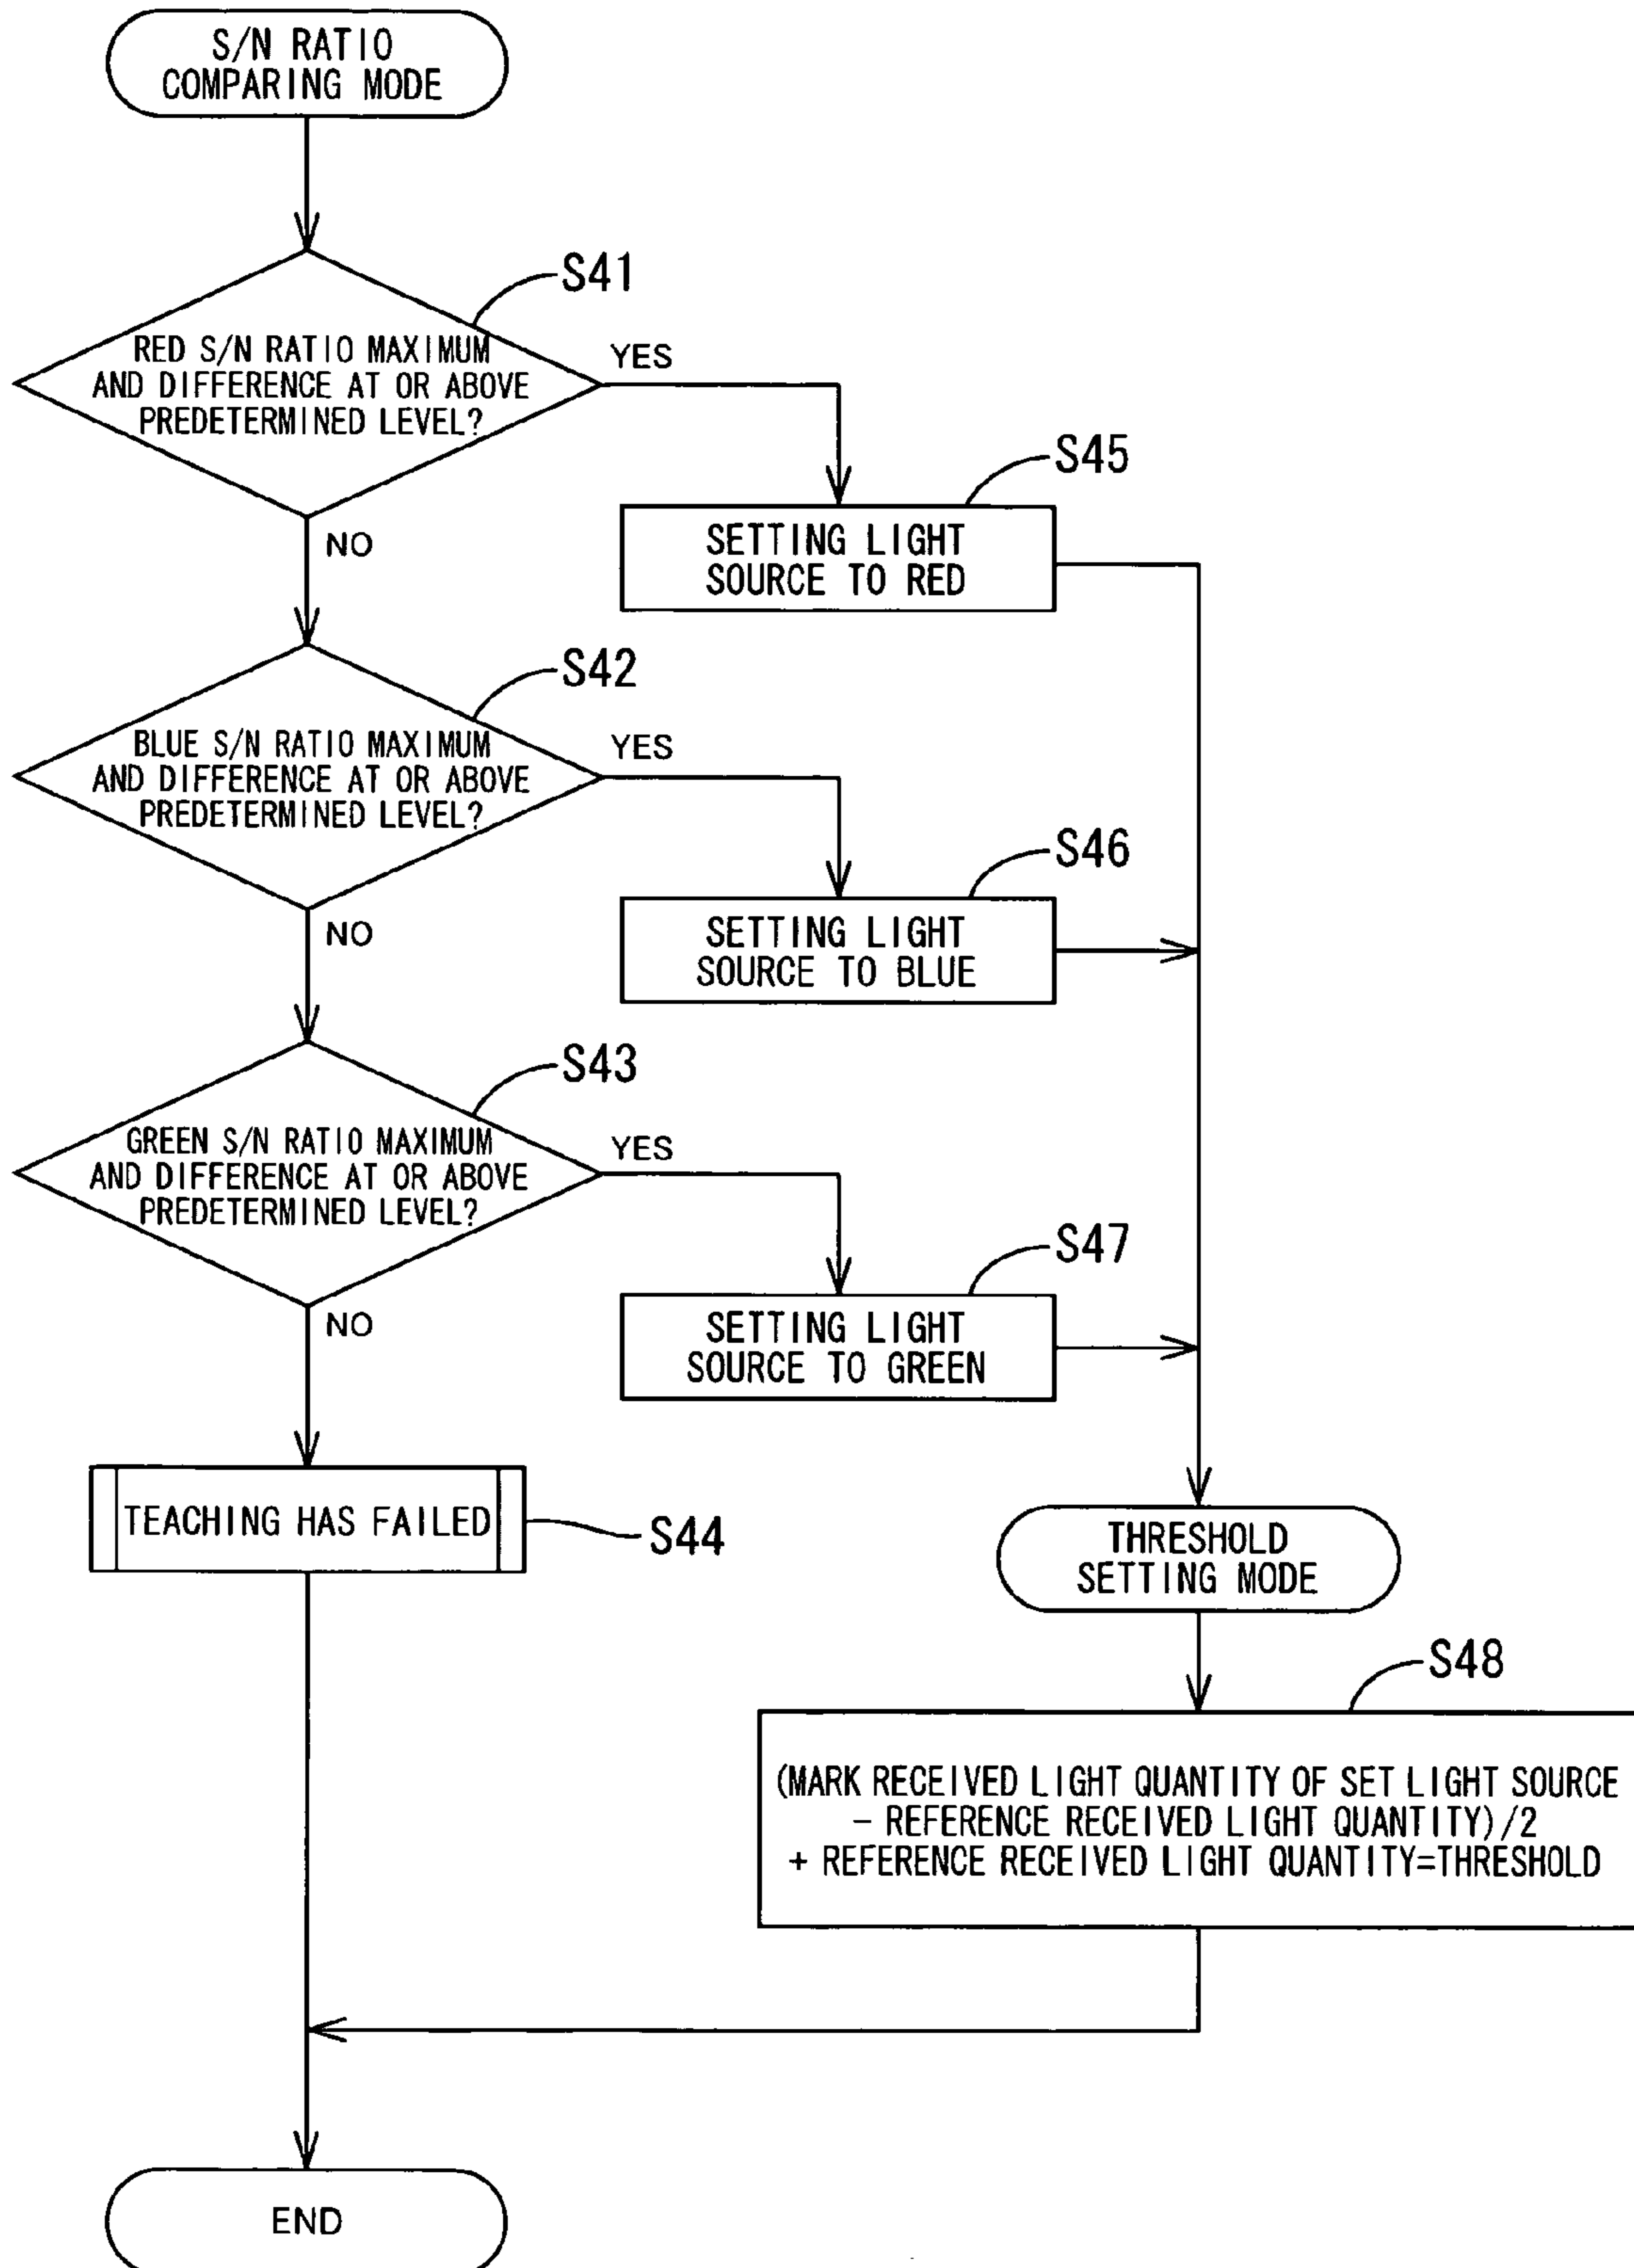 S/N RATIO
COMPARING MODE
S41
RED S/N RATIO MAXIMUM
AND DIFFERENCE AT OR ABOVE
PREDETERMINED LEVEL?
YES
NO
S45
SETTING LIGHT
SOURCE TO RED
S42
BLUE S/N RATIO MAXIMUM
AND DIFFERENCE AT OR ABOVE
PREDETERMINED LEVEL?
YES
NO
S46
SETTING LIGHT
SOURCE TO BLUE
S43
GREEN S/N RATIO MAXIMUM
AND DIFFERENCE AT OR ABOVE
PREDETERMINED LEVEL?
YES
NO
S47
SETTING LIGHT
SOURCE TO GREEN
TEACHING HAS FAILED
S44
THRESHOLD
SETTING MODE
S48
(MARK RECEIVED LIGHT QUANTITY OF SET LIGHT SOURCE
− REFERENCE RECEIVED LIGHT QUANTITY)/2
+ REFERENCE RECEIVED LIGHT QUANTITY=THRESHOLD
END